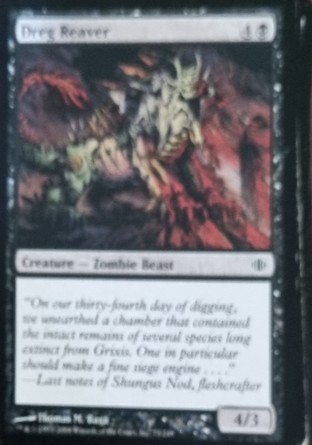 Dreg Reaver 4
Creature — Zombie Beast
"On our thirty-fourth day of digging,
we unearthed a chamber that contained
the intact remains of several species long
extinct from Grixis. One in particular
should make a fine siege engine . . . ."
—Last notes of Shungus Nod, fleshcrafter
Thomas M. Baxa
4/3